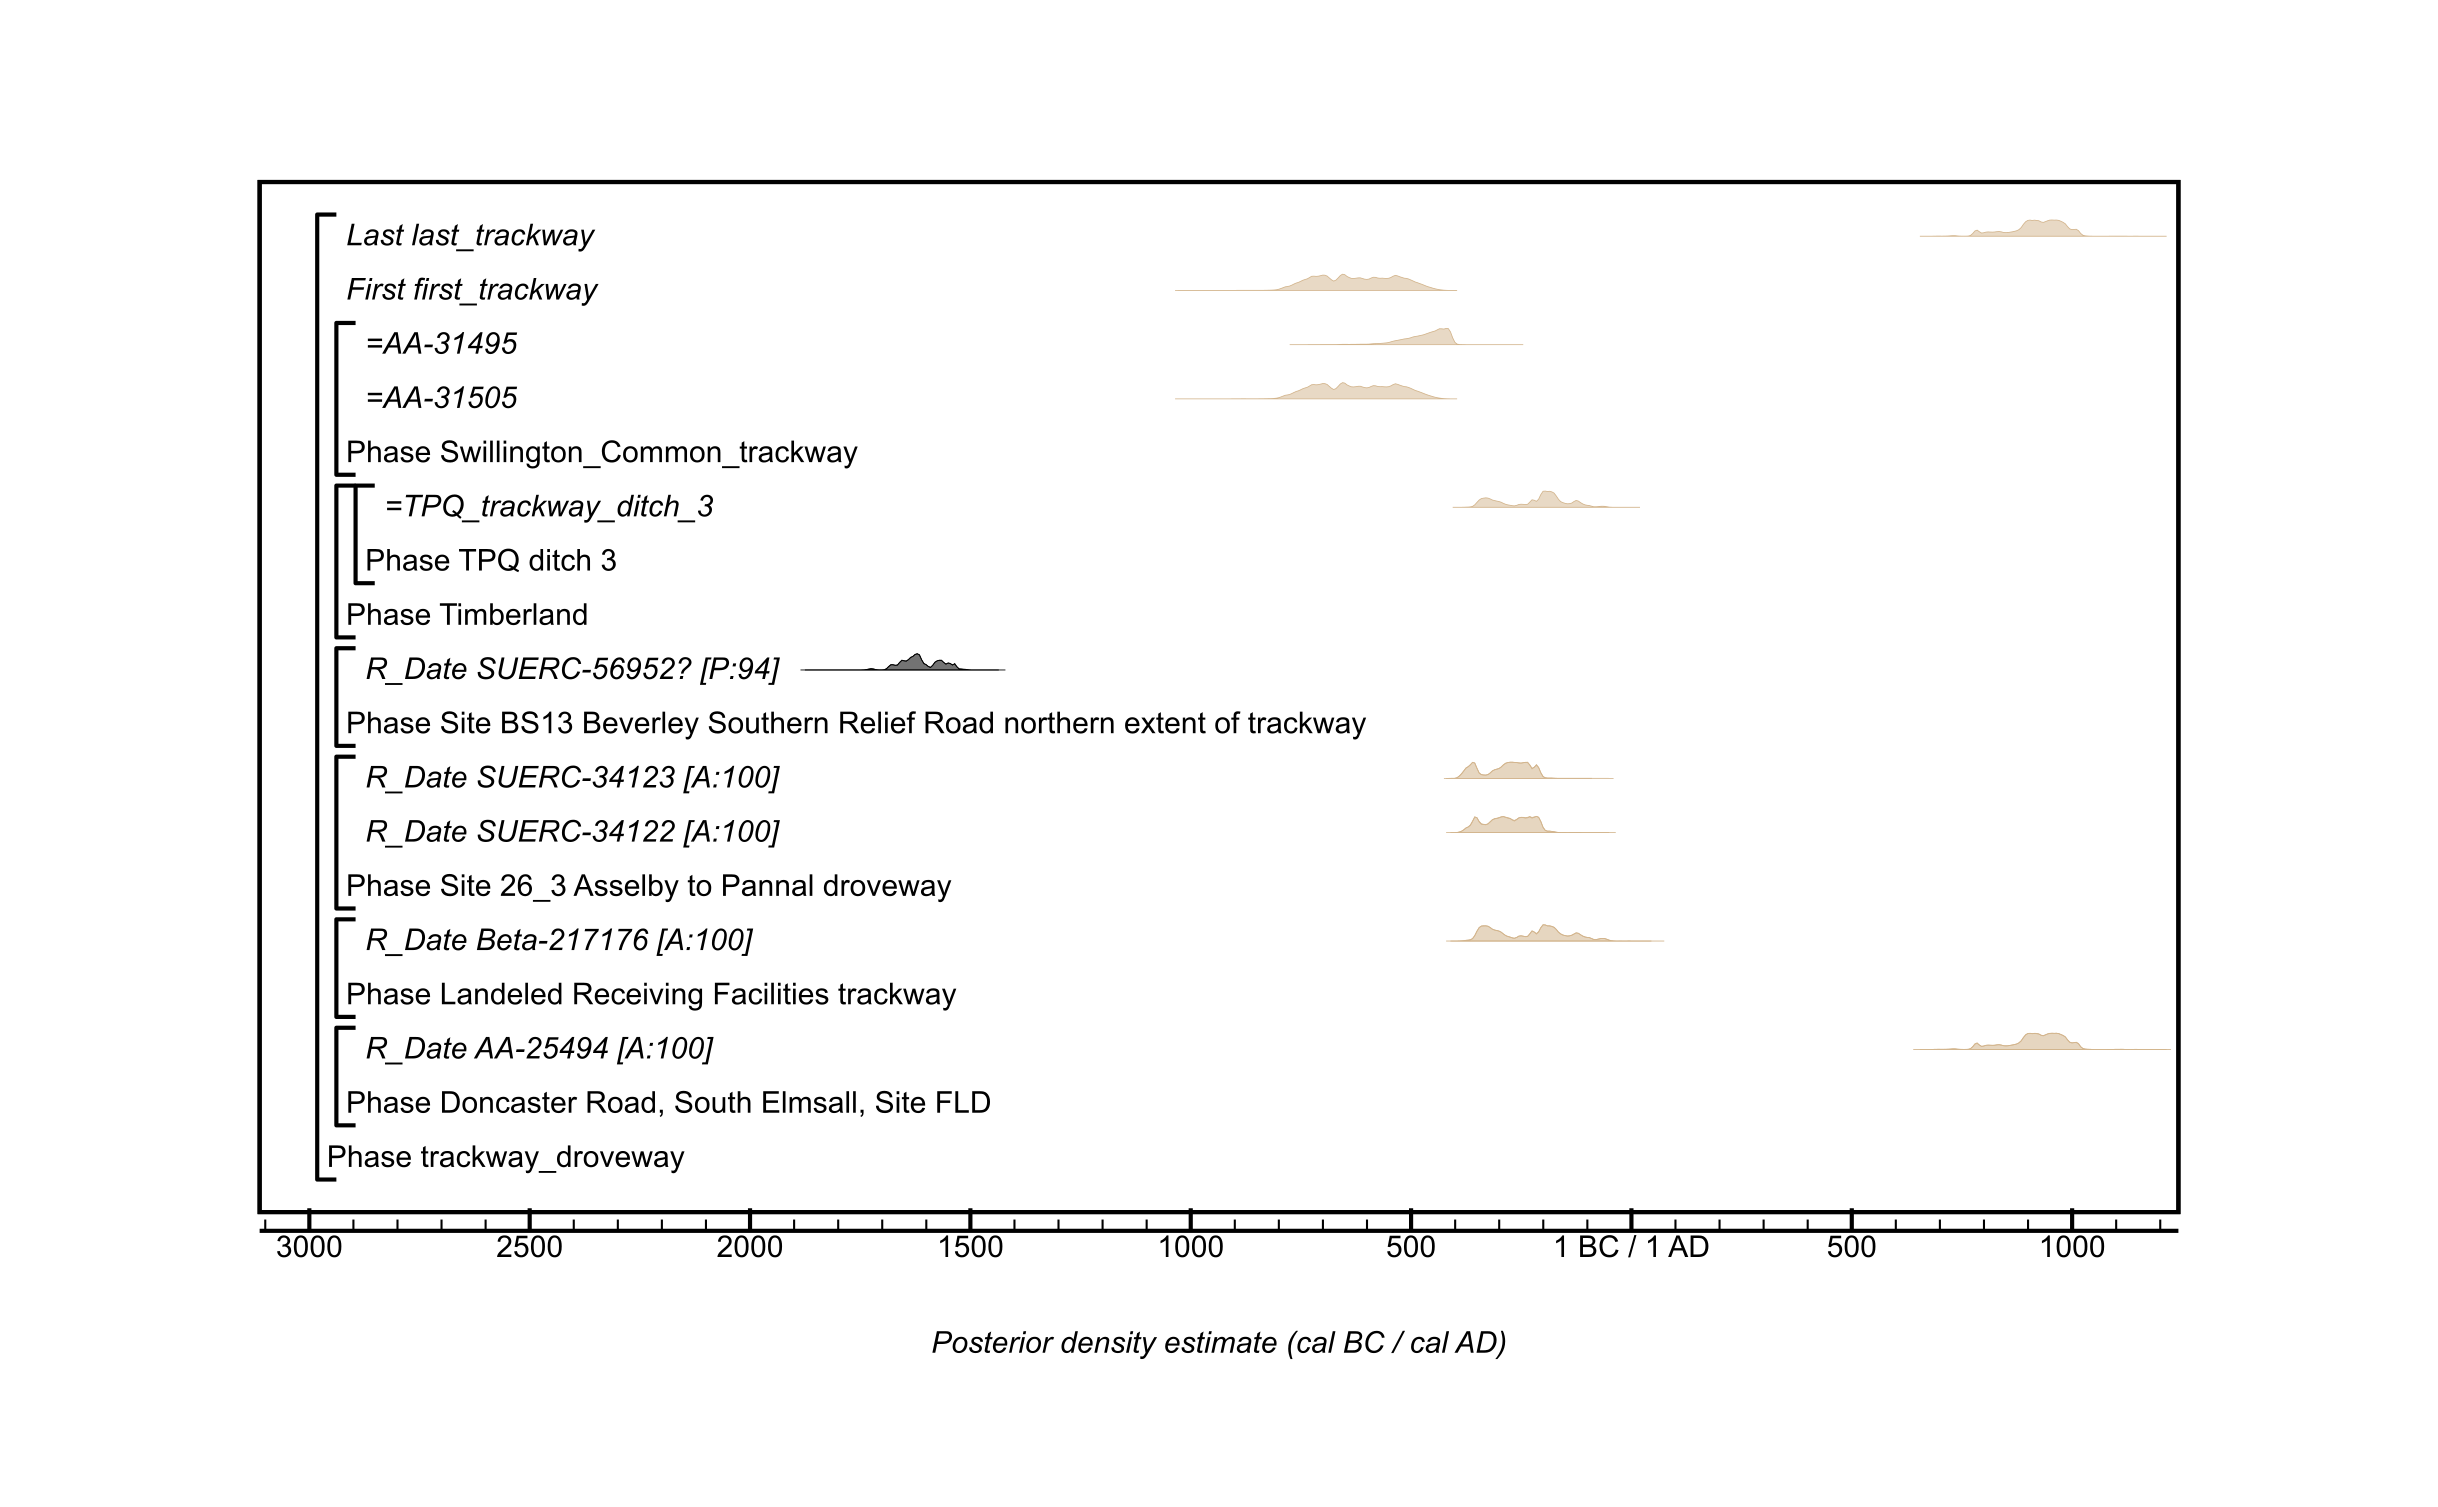 Last last_trackway
First first_trackway
=AA-31495
=AA-31505
Phase Swillington_Common_trackway
=TPQ_trackway_ditch_3
Phase TPQ ditch 3
Phase Timberland
R_Date SUERC-56952? [P:94]
Phase Site BS13 Beverley Southern Relief Road northern extent of trackway
R_Date SUERC-34123 [A:100]
R_Date SUERC-34122 [A:100]
Phase Site 26_3 Asselby to Pannal droveway
R_Date Beta-217176 [A:100]
Phase Landeled Receiving Facilities trackway
R_Date AA-25494 [A:100]
Phase Doncaster Road, South Elmsall, Site FLD
Phase trackway_droveway
3000 2500 2000 1500 1000 500 1 BC / 1 AD 500 1000
Posterior density estimate (cal BC / cal AD)